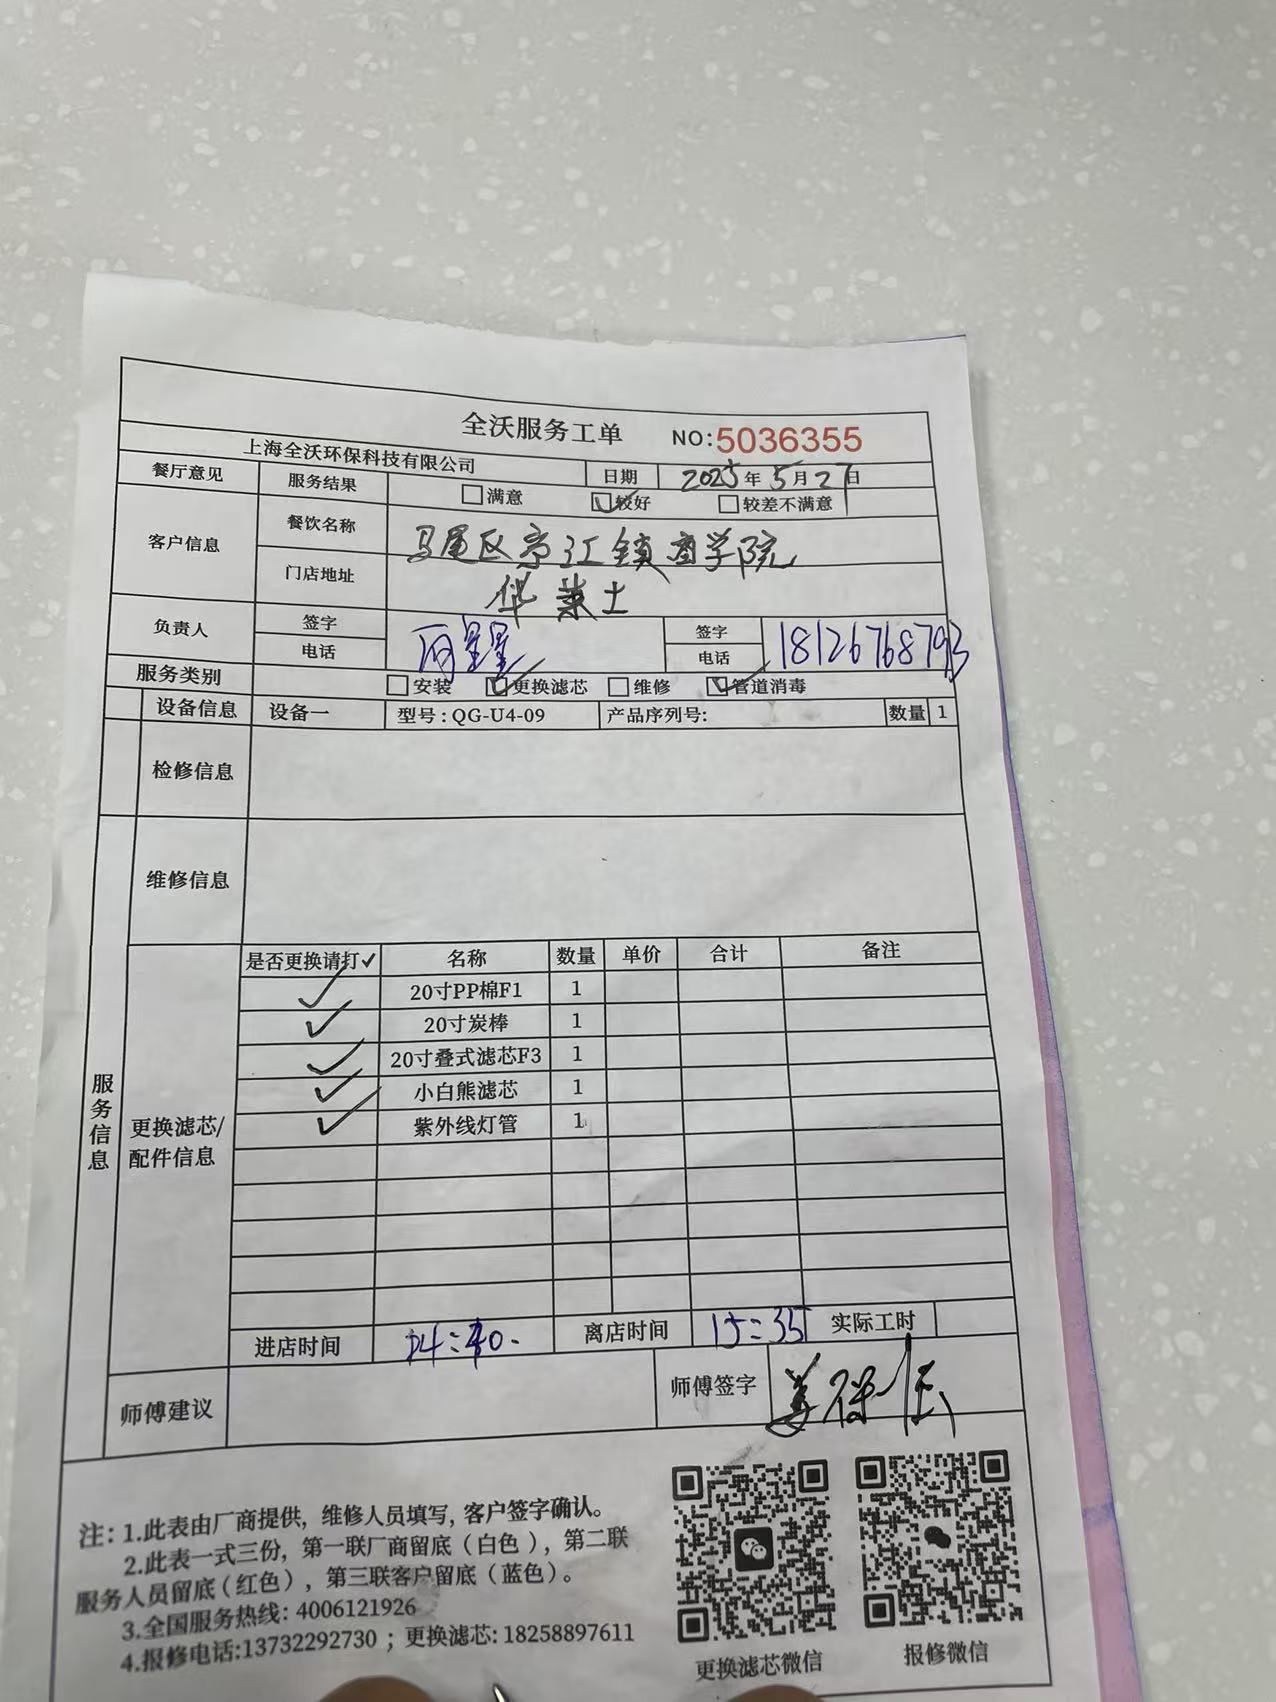 全沃服务工单 NO:5036355
上海全沃环保科技有限公司 日期 2025年5月27日
餐厅意见 服务结果 满意 较好 较差不满意
客户信息 餐饮名称 马尾区亭江镇商学院
门店地址 华莱士
负责人 签字 签字 18126768793
电话 电话
服务类别 安装 更换滤芯 维修 管道消毒
设备信息 设备一 型号:QG-U4-09 产品序列号: 数量 1
检修信息
维修信息
服务信息
更换滤芯/配件信息
是否更换请打✓ 名称 数量 单价 合计 备注
✓ 20寸PP棉F1 1
✓ 20寸炭棒 1
✓ 20寸叠式滤芯F3 1
✓ 小白熊滤芯 1
✓ 紫外线灯管 1
进店时间 14:40. 离店时间 15:35 实际工时
师傅建议 师傅签字 姜保
注:1.此表由厂商提供,维修人员填写,客户签字确认。
2.此表一式三份,第一联厂商留底(白色),第二联
服务人员留底(红色),第三联客户留底(蓝色)。
3.全国服务热线:4006121926
4.报修电话:13732292730;更换滤芯:18258897611
更换滤芯微信 报修微信